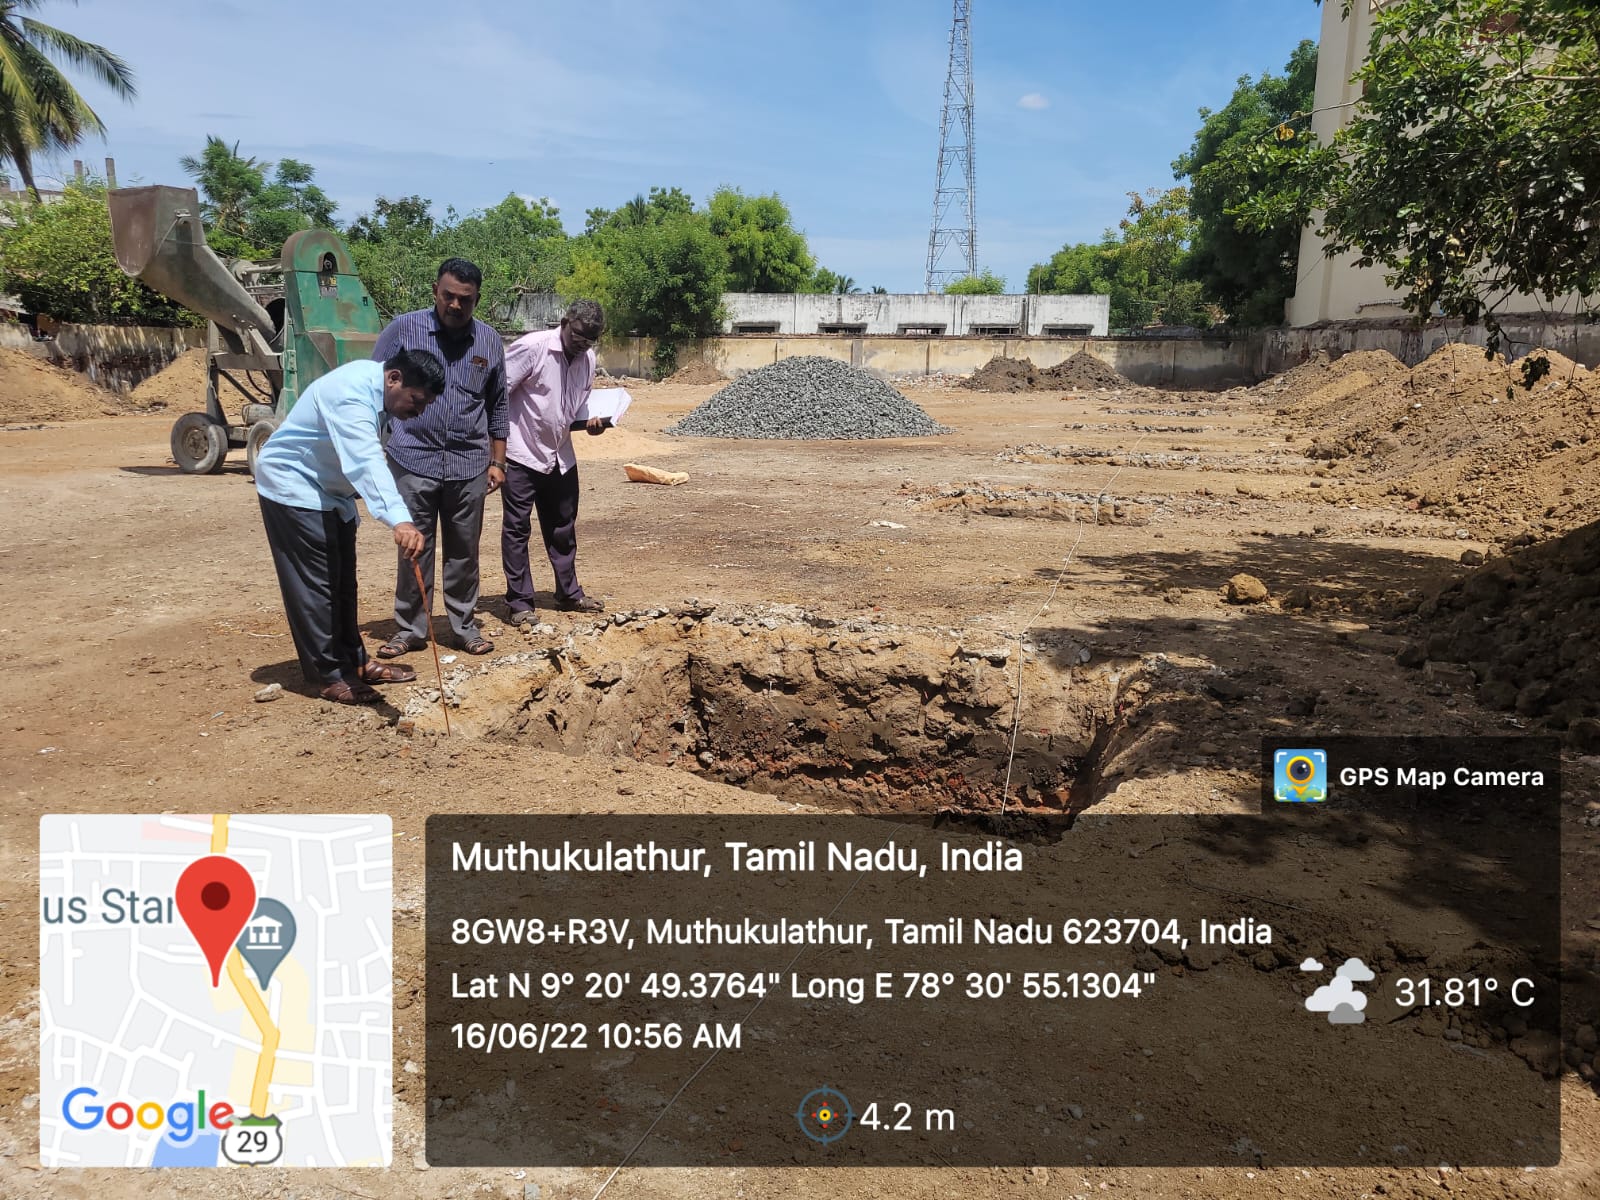 GPS Map Camera
Muthukulathur, Tamil Nadu, India
8GW8+R3V, Muthukulathur, Tamil Nadu 623704, India
Lat N 9° 20' 49.3764" Long E 78° 30' 55.1304"
16/06/22 10:56 AM
31.81° C
4.2 m
us Star
Google
29